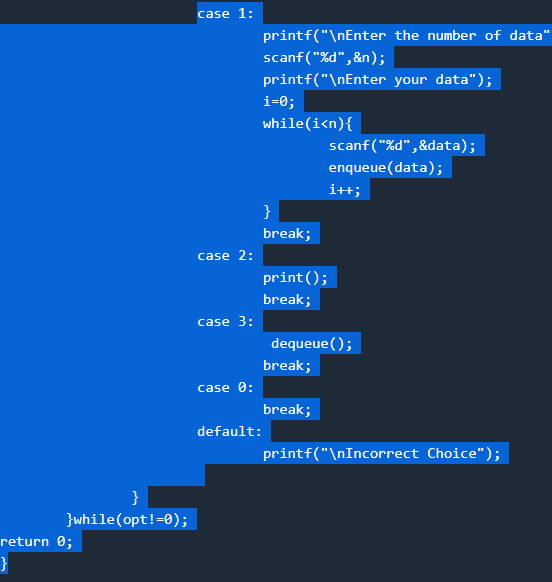 case 1:
printf("\nEnter the number of data"
scanf("%d",&n);
printf("\nEnter your data");
i=0;
while(i<n){
scanf("%d",&data);
enqueue(data);
i++;
}
break;
case 2:
print();
break;
case 3:
dequeue();
break;
case 0:
break;
default:
printf("\nIncorrect Choice");
}
}while(opt!=0);
return 0;
}